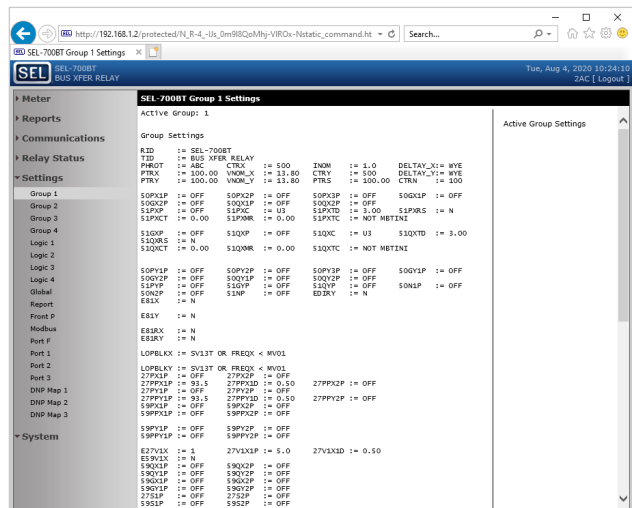 http://192.168.1.2/protected/N_R-4_-IJs_0m9I8QoMhj-VIROx-Nstatic_command.ht
Search...
SEL-700BT Group 1 Settings
SEL
SEL-700BT
BUS XFER RELAY
Tue, Aug 4, 2020 10:24:10
2AC [ Logout ]
Meter
Reports
Communications
Relay Status
Settings
Group 1
Group 2
Group 3
Group 4
Logic 1
Logic 2
Logic 3
Logic 4
Global
Report
Front P
Modbus
Port F
Port 1
Port 2
Port 3
DNP Map 1
DNP Map 2
DNP Map 3
System
SEL-700BT Group 1 Settings
Active Group: 1
Group Settings
RID := SEL-700BT
TID := BUS XFER RELAY
PHROT := ABC CTRX := 500 INOM := 1.0 DELTAY_X:= WYE
PTRX := 100.00 VNOM_X := 13.80 CTRY := 500 DELTAY_Y:= WYE
PTRY := 100.00 VNOM_Y := 13.80 PTRS := 100.00 CTRN := 100
50PX1P := OFF 50PX2P := OFF 50PX3P := OFF 50GX1P := OFF
50GX2P := OFF 50QX1P := OFF 50QX2P := OFF
51PXP := OFF 51PXC := U3 51PXTD := 3.00 51PXRS := N
51PXCT := 0.00 51PXMR := 0.00 51PXTC := NOT MBTINI
51GXP := OFF 51QXP := OFF 51QXC := U3 51QXTD := 3.00
51QXRS := N
51QXCT := 0.00 51QXMR := 0.00 51QXTC := NOT MBTINI
50PY1P := OFF 50PY2P := OFF 50PY3P := OFF 50GY1P := OFF
50GY2P := OFF 50QY1P := OFF 50QY2P := OFF
51PYP := OFF 51GYP := OFF 51QYP := OFF 50N1P := OFF
50N2P := OFF 51NP := OFF EDIRY := N
E81X := N
E81Y := N
E81RX := N
E81RY := N
LOPBLKX := SV13T OR FREQX < MV01
LOPBLKY := SV13T OR FREQX < MV01
27PX1P := OFF 27PX2P := OFF
27PPX1P := 93.5 27PPX1D := 0.50 27PPX2P := OFF
27PY1P := OFF 27PY2P := OFF
27PPY1P := 93.5 27PPY1D := 0.50 27PPY2P := OFF
59PX1P := OFF 59PX2P := OFF
59PPX1P := OFF 59PPX2P := OFF
59PY1P := OFF 59PY2P := OFF
59PPY1P := OFF 59PPY2P := OFF
E27V1X := 1 27V1X1P := 5.0 27V1X1D := 0.50
E59V1X := N
59QX1P := OFF 59QX2P := OFF
59QY1P := OFF 59QY2P := OFF
59GX1P := OFF 59GX2P := OFF
59GY1P := OFF 59GY2P := OFF
27S1P := OFF 27S2P := OFF
59S1P := OFF 59S2P := OFF
Active Group Settings